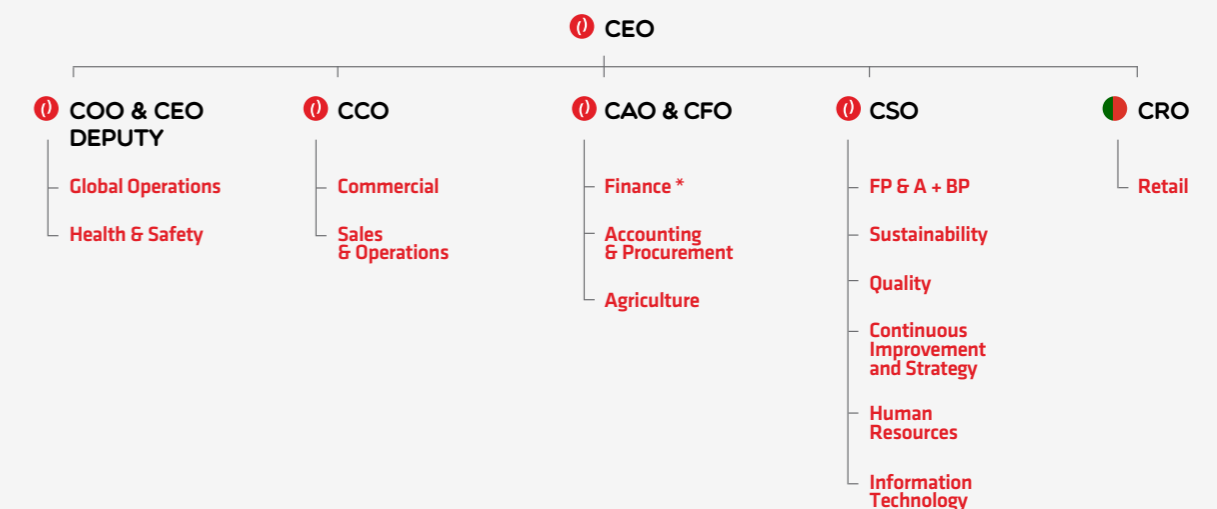 CEO
COO & CEO
DEPUTY
Global Operations
Health & Safety
CCO
Commercial
Sales
& Operations
CAO & CFO
Finance *
Accounting
& Procurement
Agriculture
CSO
FP & A + BP
Sustainability
Quality
Continuous
Improvement
and Strategy
Human
Resources
Information
Technology
CRO
Retail